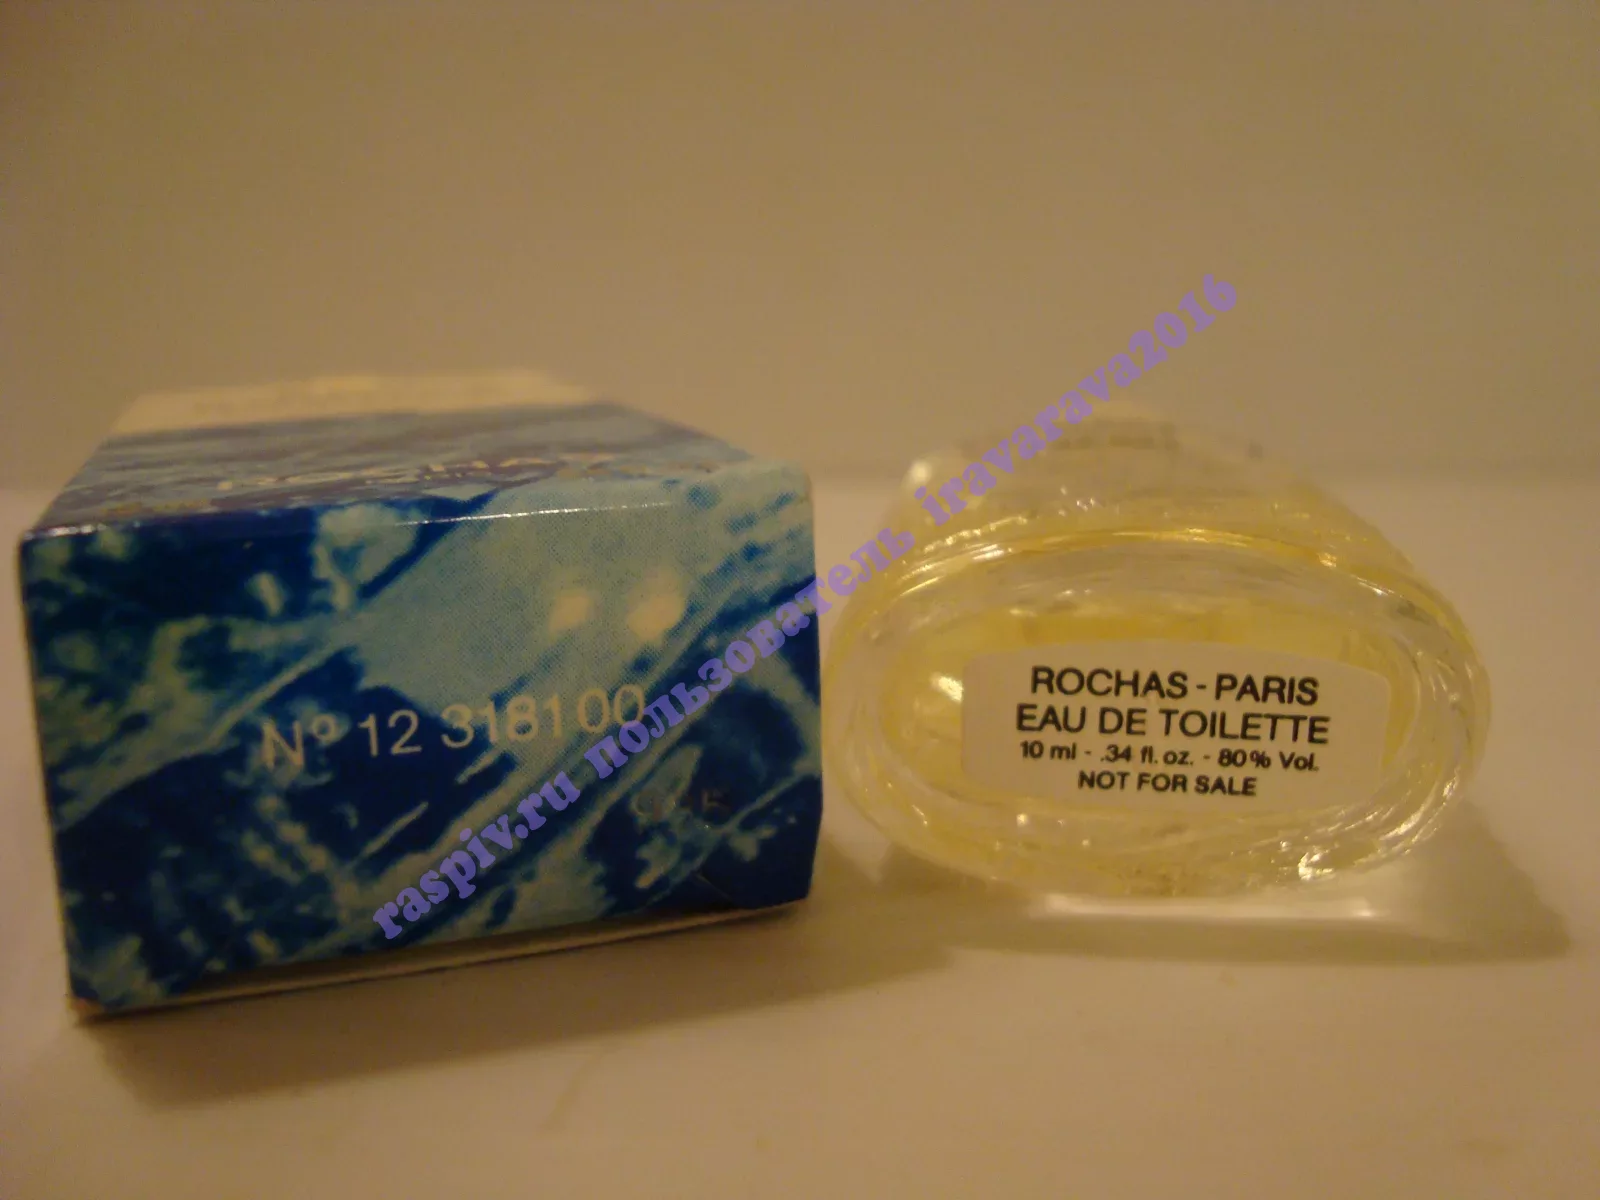 ROCHAS
Nº 12 318100
ROCHAS - PARIS
EAU DE TOILETTE
10 ml - .34 fl. oz. - 80% Vol.
NOT FOR SALE
raspiv.ru пользователь iravarava2016